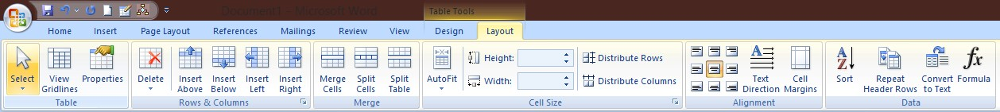 Document1 - Microsoft Word
Table Tools
Home Insert Page Layout References Mailings Review View Design Layout
Select
View Gridlines
Properties
Table
Delete
Insert Above
Insert Below
Insert Left
Insert Right
Rows & Columns
Merge Cells
Split Cells
Split Table
Merge
AutoFit
Height:
Width:
Distribute Rows
Distribute Columns
Cell Size
Text Direction
Cell Margins
Alignment
A
Z
Sort
Repeat Header Rows
Convert to Text
fx
Formula
Data